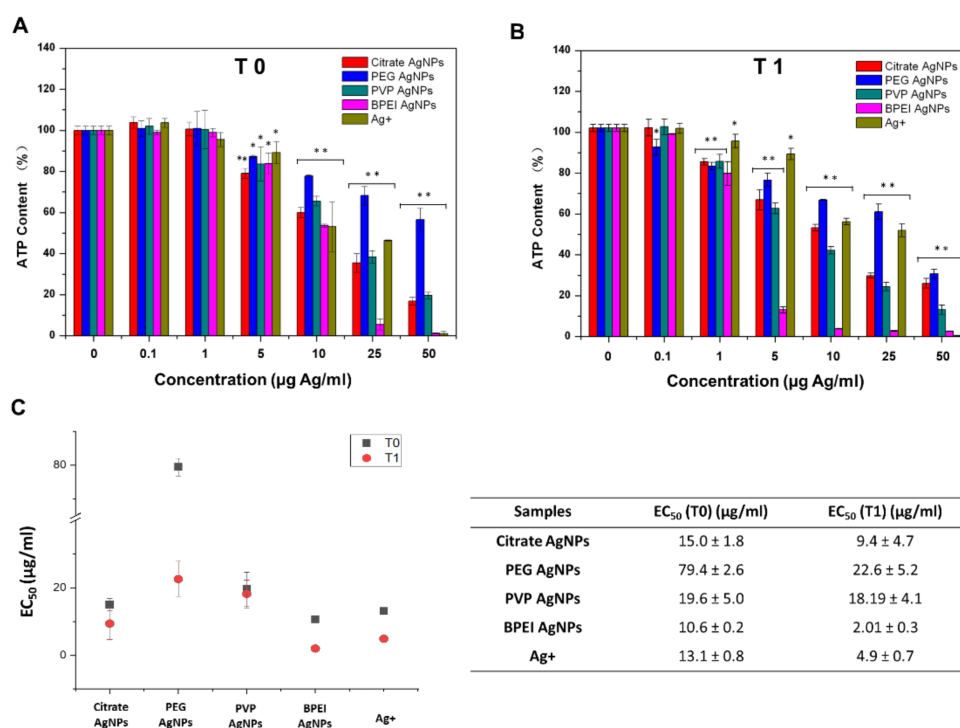 A
T 0
Citrate AgNPs
PEG AgNPs
PVP AgNPs
BPEI AgNPs
Ag+
ATP Content (%)
140
120
100
80
60
40
20
0
** * * * *
* *
* *
* *
0 0.1 1 5 10 25 50
Concentration (µg Ag/ml)
B
T 1
Citrate AgNPs
PEG AgNPs
PVP AgNPs
BPEI AgNPs
Ag+
ATP Content (%)
140
120
100
80
60
40
20
0
*
* * *
* * *
* *
* *
* *
0 0.1 1 5 10 25 50
Concentration (µg Ag/ml)
C
T0
T1
EC50 (µg/ml)
80
20
0
Citrate AgNPs
PEG AgNPs
PVP AgNPs
BPEI AgNPs
Ag+
Samples EC50 (T0) (µg/ml) EC50 (T1) (µg/ml)
Citrate AgNPs 15.0 ± 1.8 9.4 ± 4.7
PEG AgNPs 79.4 ± 2.6 22.6 ± 5.2
PVP AgNPs 19.6 ± 5.0 18.19 ± 4.1
BPEI AgNPs 10.6 ± 0.2 2.01 ± 0.3
Ag+ 13.1 ± 0.8 4.9 ± 0.7